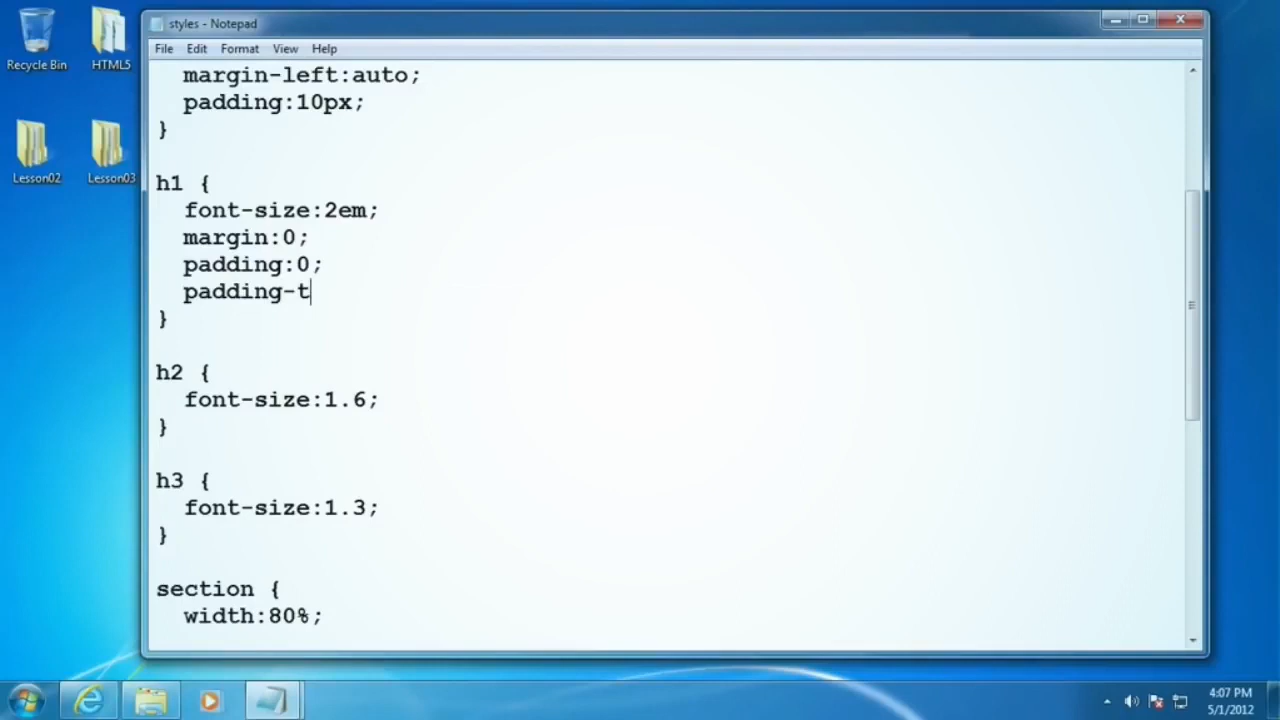 styles - Notepad
File Edit Format View Help
Recycle Bin
HTML5
Lesson02
Lesson03
margin-left:auto;
padding:10px;
}
h1 {
font-size:2em;
margin:0;
padding:0;
padding-t
}
h2 {
font-size:1.6;
}
h3 {
font-size:1.3;
}
section {
width:80%;
4:07 PM
5/1/2012